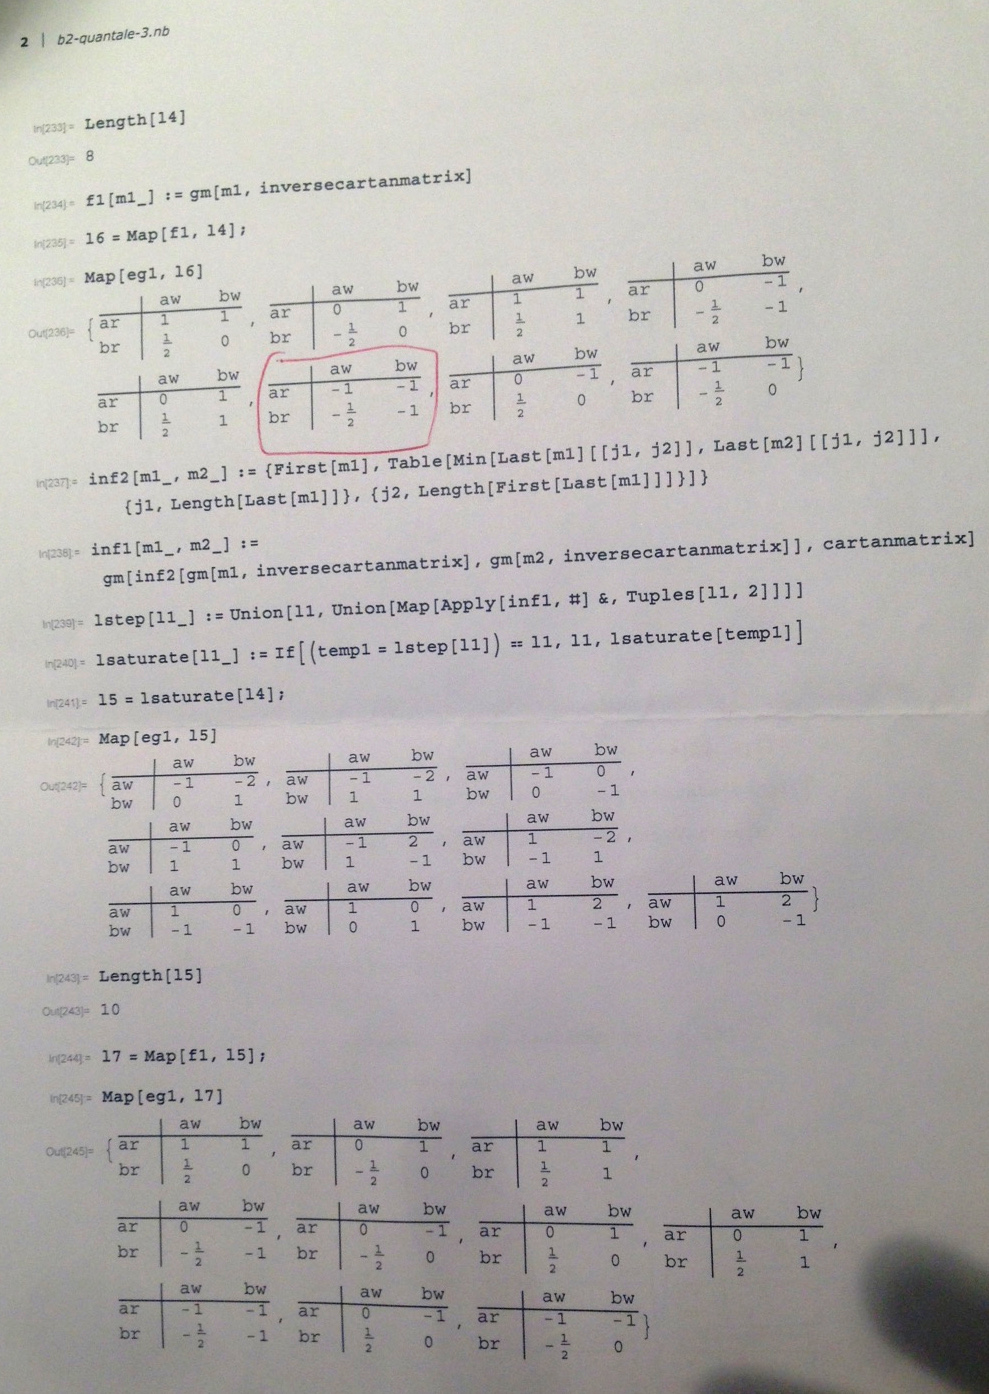 2 | b2-quantale-3.nb
In[233]:= Length[l4]
Out[233]= 8
In[234]:= f1[m1_] := gm[m1, inversecartanmatrix]
In[235]:= l6 = Map[f1, l4];
In[236]:= Map[eg1, l6]
aw bw aw bw aw bw aw bw
Out[236]= { ar 1 1 , ar 0 1 , ar 1 1 , ar 0 -1 ,
br 1/2 0 br -1/2 0 br 1/2 1 br -1/2 -1
aw bw aw bw aw bw aw bw
ar 0 1 , ar -1 -1 , ar 0 -1 , ar -1 -1 }
br 1/2 1 br -1/2 -1 br 1/2 0 br -1/2 0
In[237]:= inf2[m1_, m2_] := {First[m1], Table[Min[Last[m1][[j1, j2]], Last[m2][[j1, j2]]],
{j1, Length[Last[m1]]}, {j2, Length[First[Last[m1]]]}]}
In[238]:= inf1[m1_, m2_] :=
gm[inf2[gm[m1, inversecartanmatrix], gm[m2, inversecartanmatrix]], cartanmatrix]
In[239]:= lstep[l1_] := Union[l1, Union[Map[Apply[inf1, #] &, Tuples[l1, 2]]]]
In[240]:= lsaturate[l1_] := If[(temp1 = lstep[l1]) == l1, l1, lsaturate[temp1]]
In[241]:= l5 = lsaturate[l4];
In[242]:= Map[eg1, l5]
aw bw aw bw aw bw
Out[242]= { aw -1 -2 , aw -1 -2 , aw -1 0 ,
bw 0 1 bw 1 1 bw 0 -1
aw bw aw bw aw bw
aw -1 0 , aw -1 2 , aw 1 -2 ,
bw 1 1 bw 1 -1 bw -1 1
aw bw aw bw aw bw aw bw
aw 1 0 , aw 1 0 , aw 1 2 , aw 1 2 }
bw -1 -1 bw 0 1 bw -1 -1 bw 0 -1
In[243]:= Length[l5]
Out[243]= 10
In[244]:= l7 = Map[f1, l5];
In[245]:= Map[eg1, l7]
aw bw aw bw aw bw
Out[245]= { ar 1 1 , ar 0 1 , ar 1 1 ,
br 1/2 0 br -1/2 0 br 1/2 1
aw bw aw bw aw bw aw bw
ar 0 -1 , ar 0 -1 , ar 0 1 , ar 0 1 ,
br -1/2 -1 br -1/2 0 br 1/2 0 br 1/2 1
aw bw aw bw aw bw
ar -1 -1 , ar 0 -1 , ar -1 -1 }
br -1/2 -1 br 1/2 0 br -1/2 0